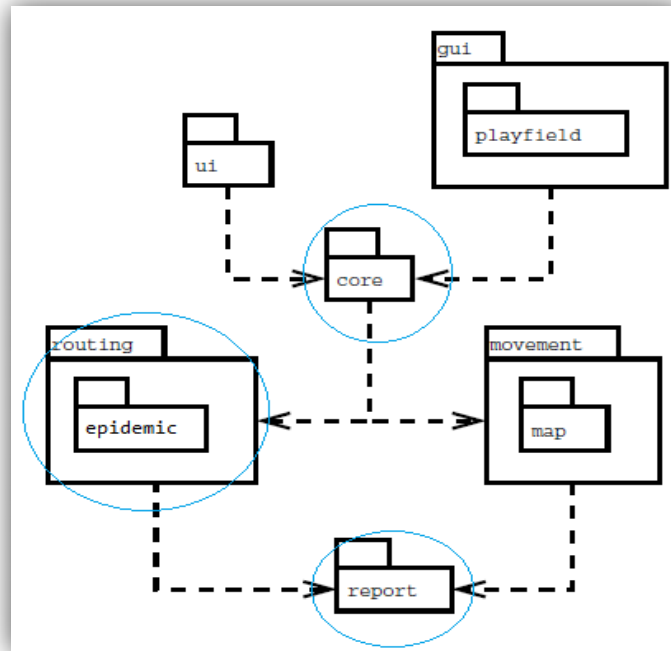 gui
playfield
ui
core
routing
movement
epidemic
map
report